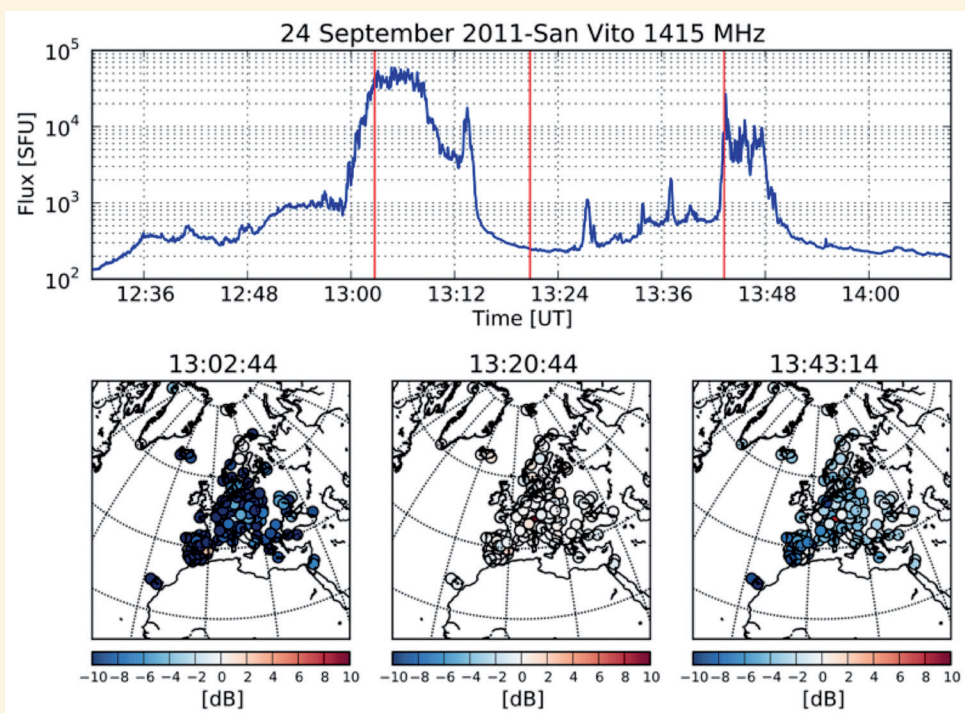 24 September 2011-San Vito 1415 MHz
Flux [SFU]
10^5
10^4
10^3
10^2
12:36 12:48 13:00 13:12 13:24 13:36 13:48 14:00
Time [UT]
13:02:44 13:20:44 13:43:14
−10 −8 −6 −4 −2 0 2 4 6 8 10 −10 −8 −6 −4 −2 0 2 4 6 8 10 −10 −8 −6 −4 −2 0 2 4 6 8 10
[dB] [dB] [dB]